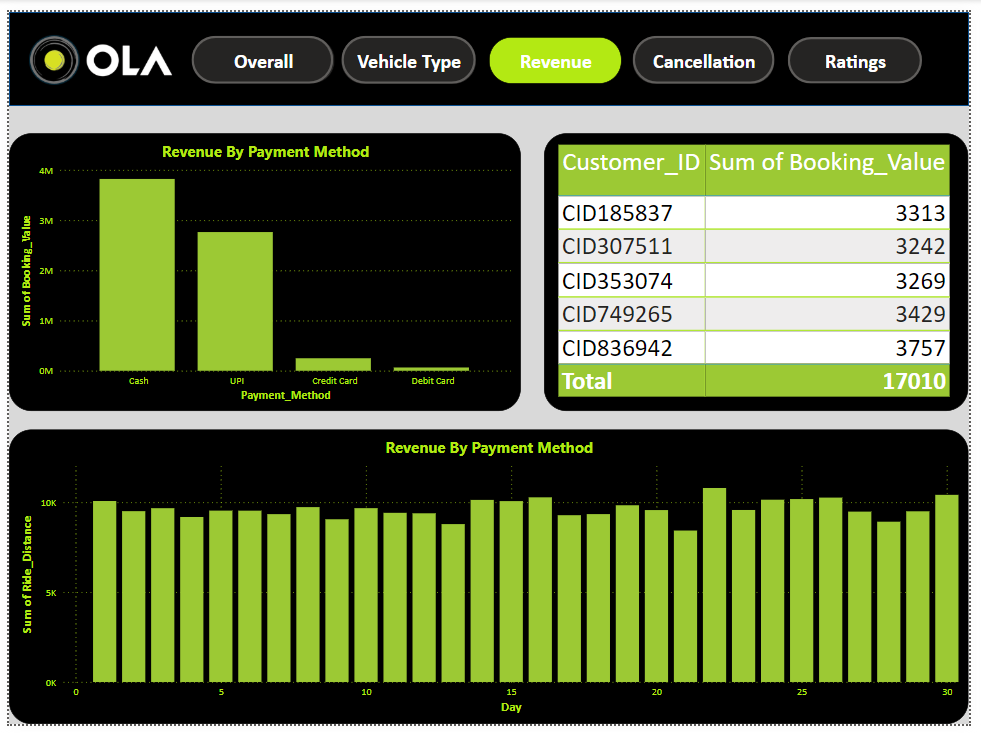 OLA
Overall
Vehicle Type
Revenue
Cancellation
Ratings
Revenue By Payment Method
Sum of Booking_Value
4M
3M
2M
1M
0M
Cash
UPI
Credit Card
Debit Card
Payment_Method
Customer_ID Sum of Booking_Value
CID185837 3313
CID307511 3242
CID353074 3269
CID749265 3429
CID836942 3757
Total 17010
Revenue By Payment Method
Sum of Ride_Distance
10K
5K
0K
0 5 10 15 20 25 30
Day